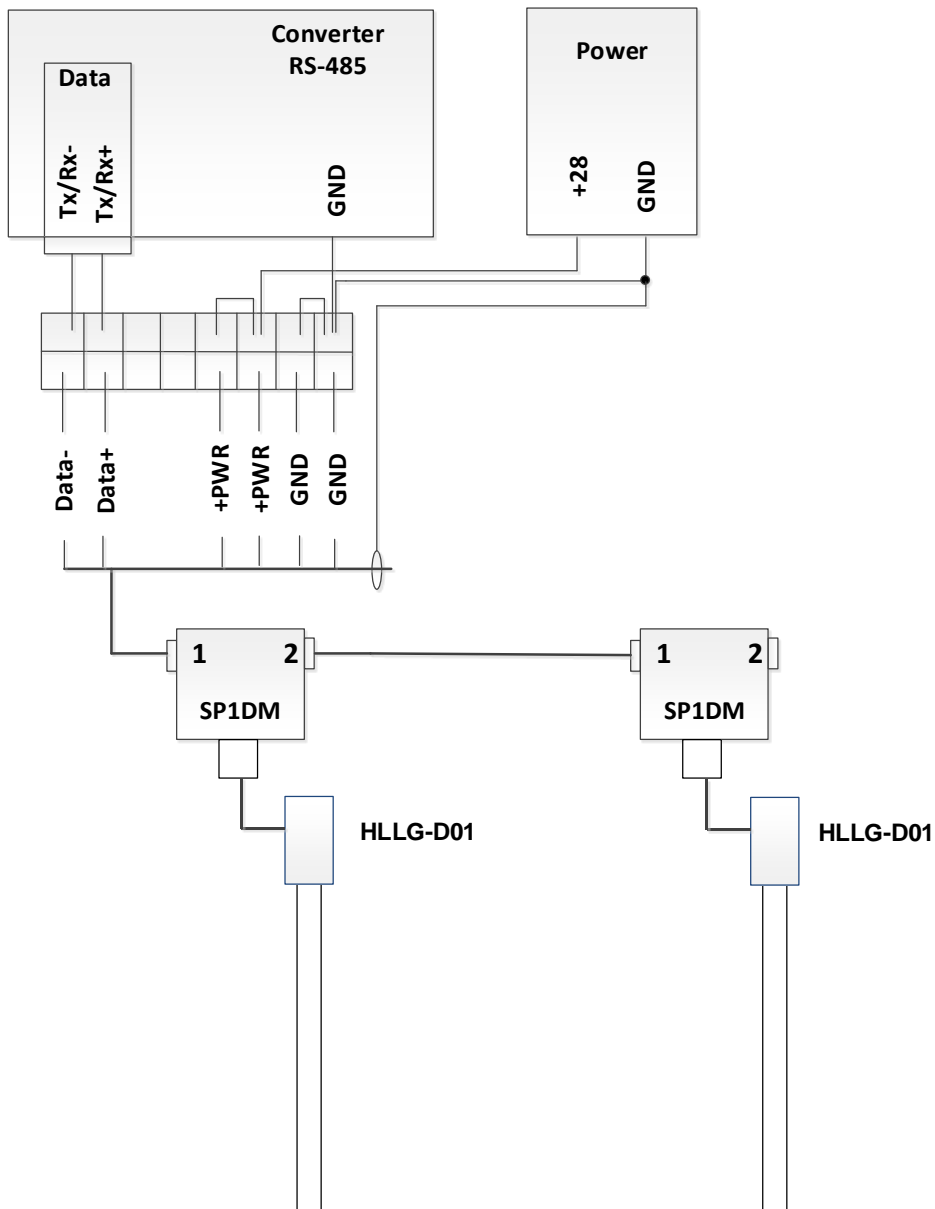 Converter
RS-485
Data
Tx/Rx-
Tx/Rx+
GND
Power
+28
GND
Data-
Data+
+PWR
+PWR
GND
GND
1 2
SP1DM
1 2
SP1DM
HLLG-D01
HLLG-D01